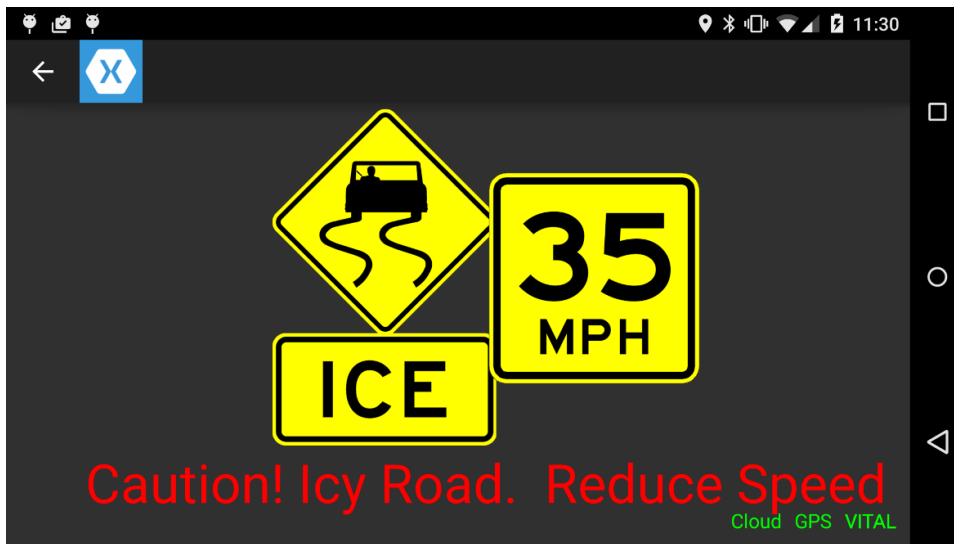 11:30
35
MPH
ICE
Caution! Icy Road.  Reduce Speed
Cloud  GPS  VITAL